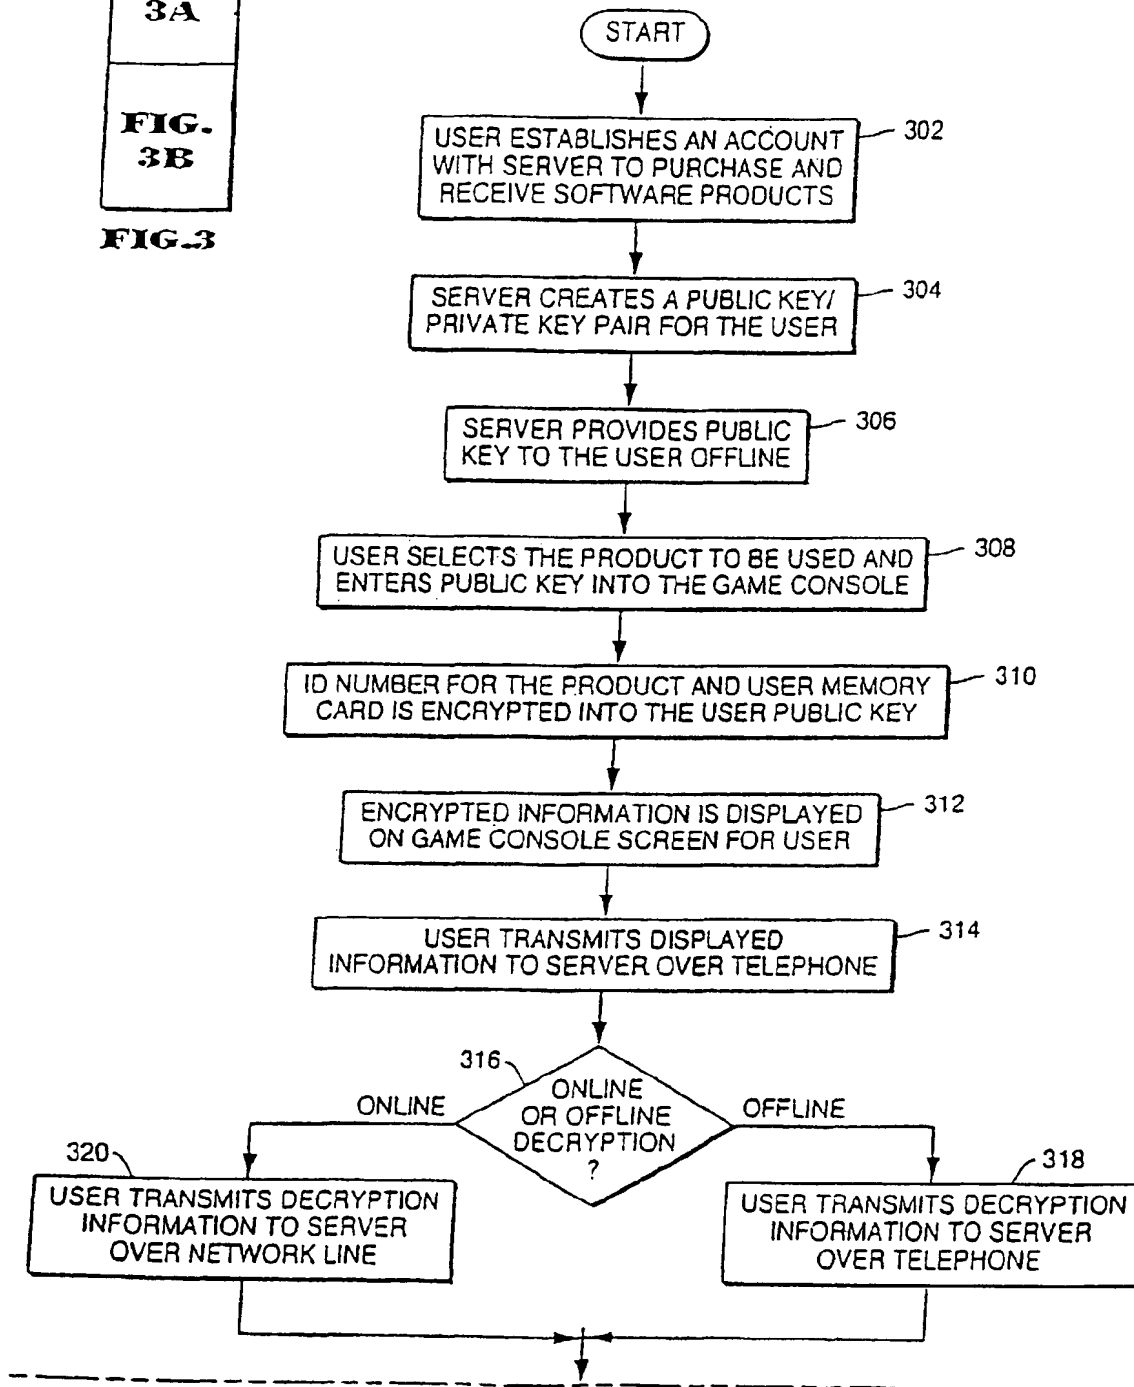 3A
FIG.
3B
FIG.3
START
302
USER ESTABLISHES AN ACCOUNT
WITH SERVER TO PURCHASE AND
RECEIVE SOFTWARE PRODUCTS
304
SERVER CREATES A PUBLIC KEY/
PRIVATE KEY PAIR FOR THE USER
306
SERVER PROVIDES PUBLIC
KEY TO THE USER OFFLINE
308
USER SELECTS THE PRODUCT TO BE USED AND
ENTERS PUBLIC KEY INTO THE GAME CONSOLE
310
ID NUMBER FOR THE PRODUCT AND USER MEMORY
CARD IS ENCRYPTED INTO THE USER PUBLIC KEY
312
ENCRYPTED INFORMATION IS DISPLAYED
ON GAME CONSOLE SCREEN FOR USER
314
USER TRANSMITS DISPLAYED
INFORMATION TO SERVER OVER TELEPHONE
316
ONLINE
OR OFFLINE
DECRYPTION
?
ONLINE
OFFLINE
320
USER TRANSMITS DECRYPTION
INFORMATION TO SERVER
OVER NETWORK LINE
318
USER TRANSMITS DECRYPTION
INFORMATION TO SERVER
OVER TELEPHONE